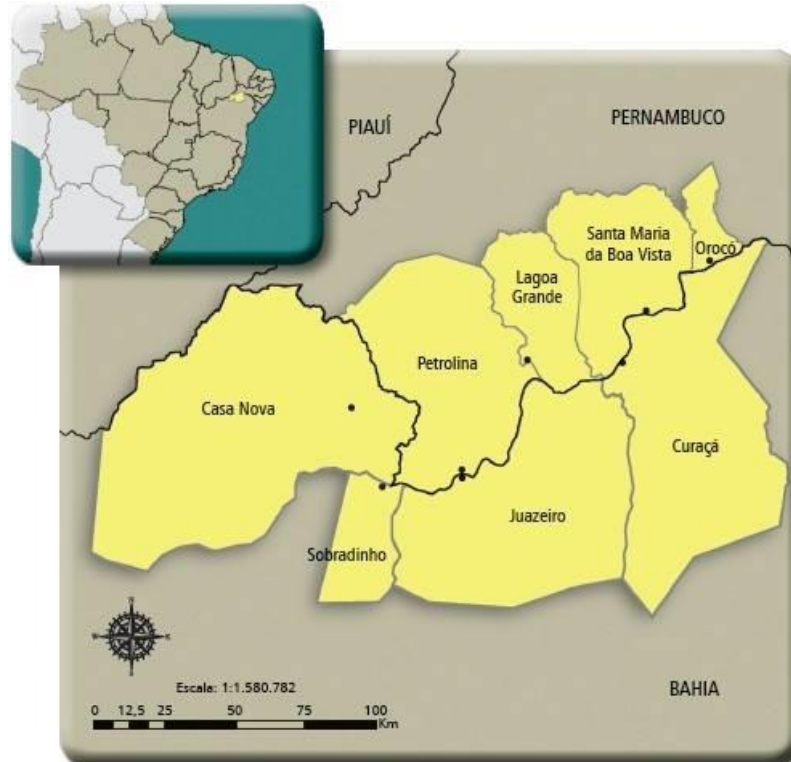 PIAUÍ
PERNAMBUCO
Santa Maria
da Boa Vista
Orocó
Lagoa
Grande
Petrolina
Casa Nova
Curaçá
Juazeiro
Sobradinho
Escala: 1:1.580.782
0 12,5 25 50 75 100
Km
BAHIA